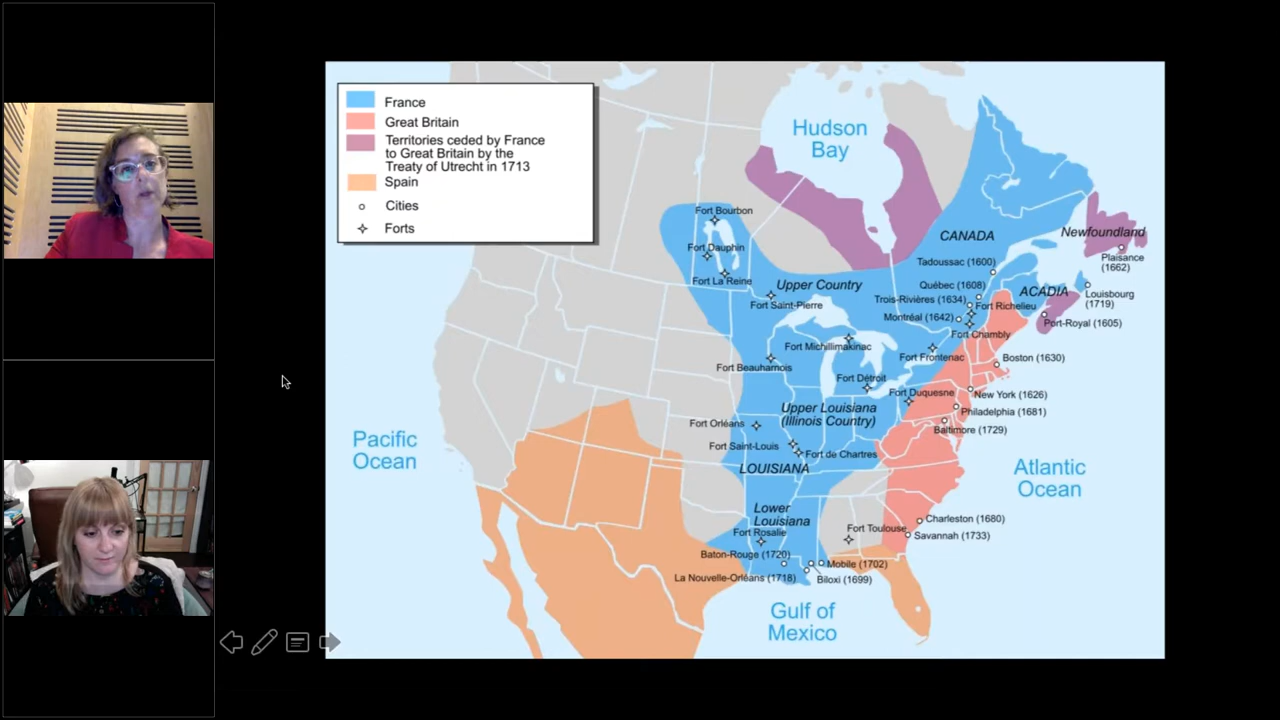 France
Great Britain
Territories ceded by France
to Great Britain by the
Treaty of Utrecht in 1713
Spain
Cities
Forts
Hudson
Bay
Fort Bourbon
Fort Dauphin
Fort La Reine
Upper Country
Fort Saint-Pierre
CANADA
Newfoundland
Plaisance
(1662)
Tadoussac (1600)
Québec (1608)
ACADIA
Louisbourg
(1719)
Trois-Rivières (1634)
Fort Richelieu
Montréal (1642)
Port-Royal (1605)
Fort Chambly
Fort Michillimakinac
Fort Frontenac
Boston (1630)
Fort Beauharnois
Fort Détroit
Fort Duquesne
New York (1626)
Upper Louisiana
(Illinois Country)
Philadelphia (1681)
Fort Orléans
Baltimore (1729)
Pacific
Ocean
Fort Saint-Louis
Fort de Chartres
LOUISIANA
Atlantic
Ocean
Lower
Louisiana
Fort Rosalie
Fort Toulouse
Charleston (1680)
Savannah (1733)
Baton-Rouge (1720)
Mobile (1702)
La Nouvelle-Orléans (1718)
Biloxi (1699)
Gulf of
Mexico